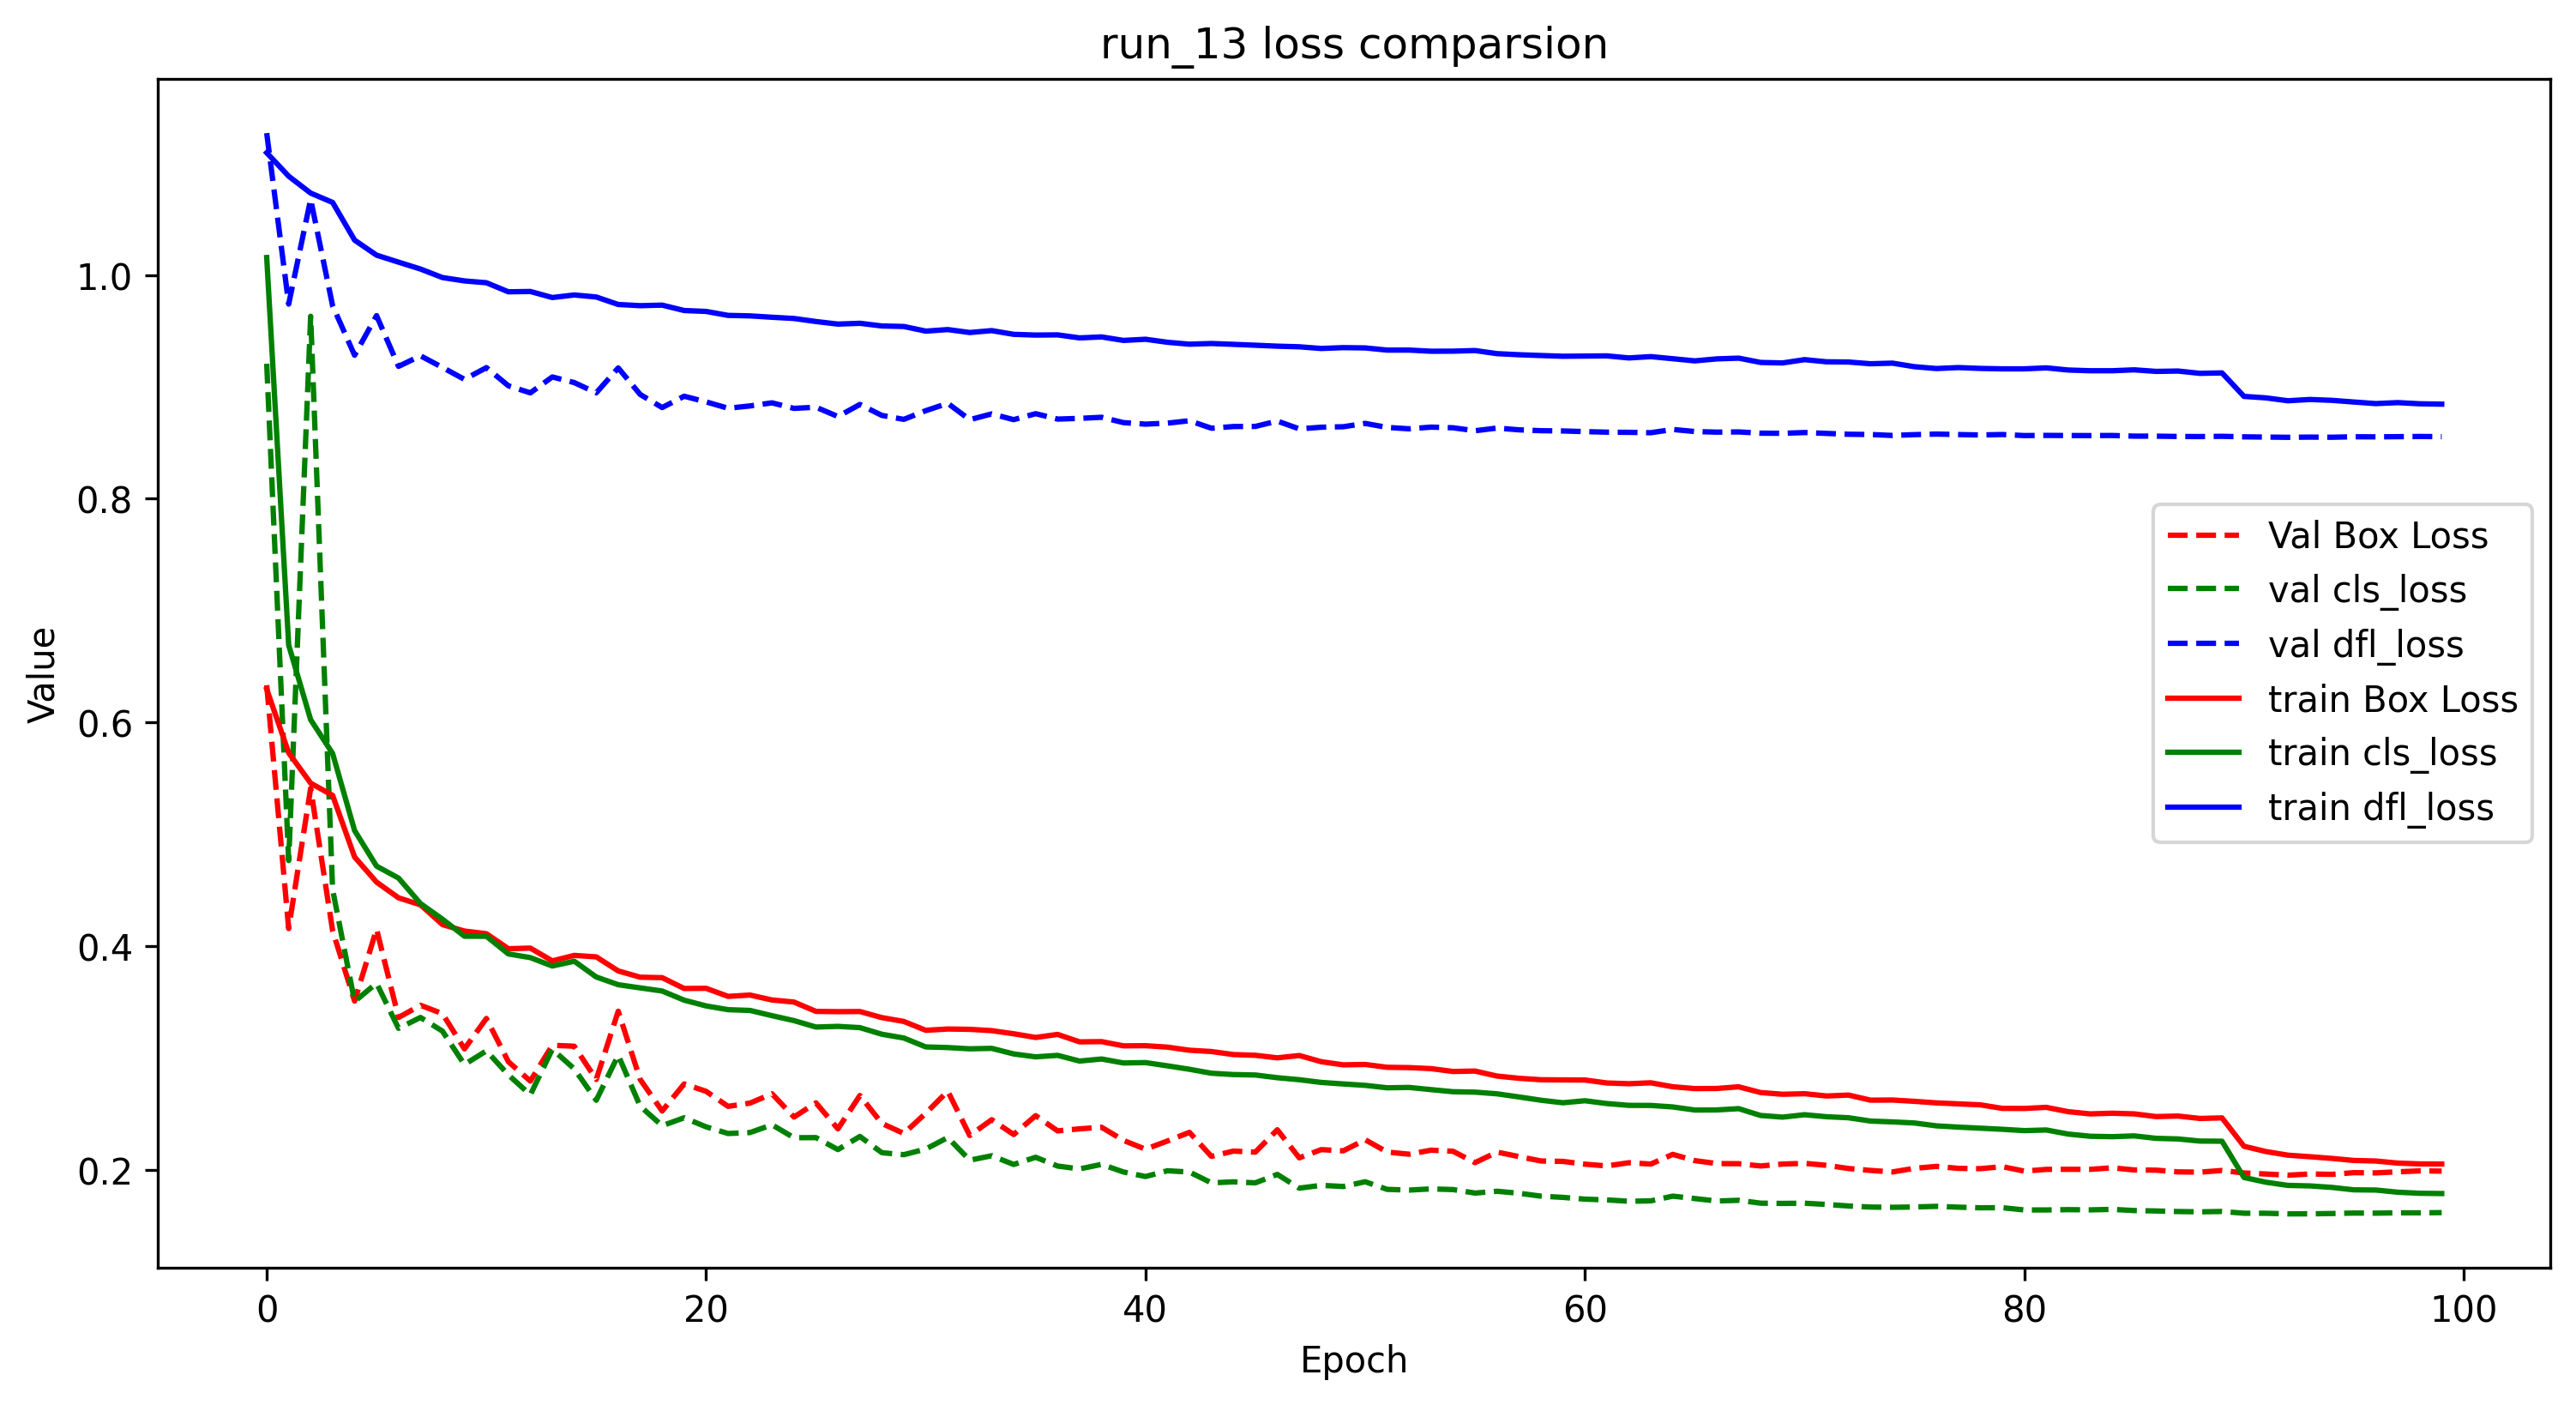 run_13 loss comparsion
Value
1.0
0.8
0.6
0.4
0.2
Val Box Loss
val cls_loss
val dfl_loss
train Box Loss
train cls_loss
train dfl_loss
0 20 40 60 80 100
Epoch